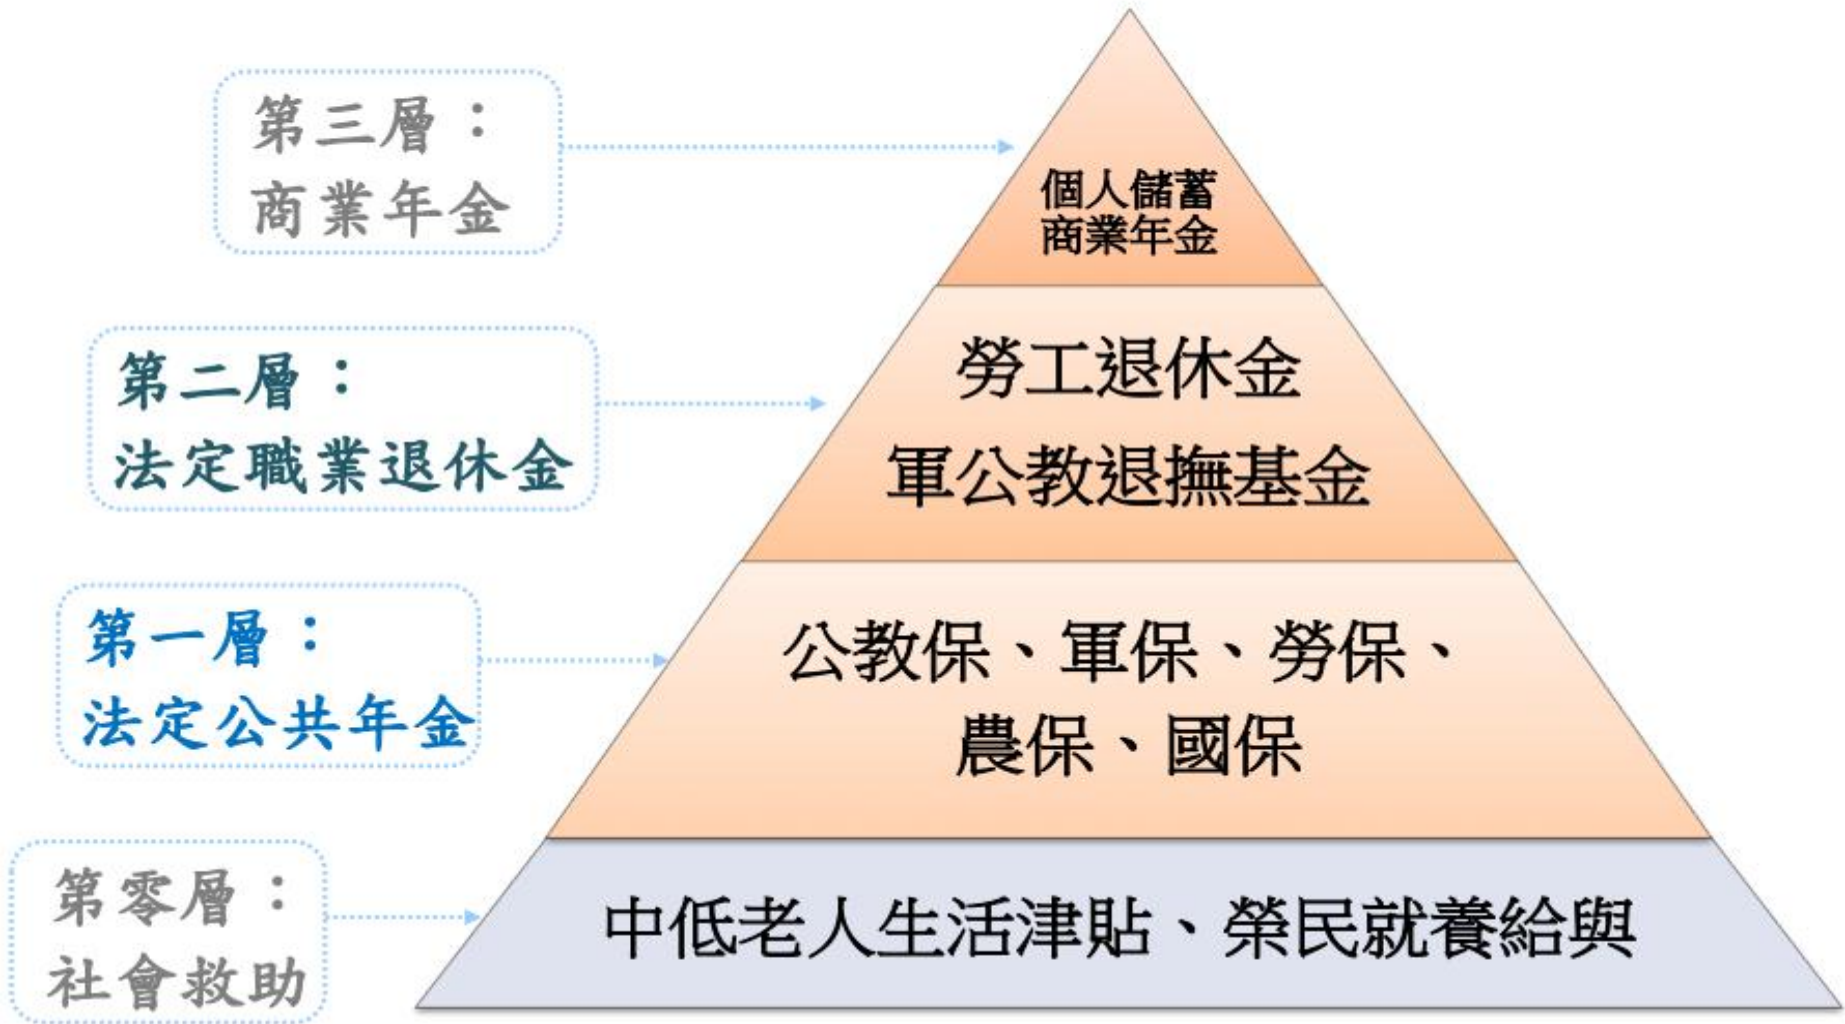 第三層：
商業年金
個人儲蓄
商業年金
第二層：
法定職業退休金
勞工退休金
軍公教退撫基金
第一層：
法定公共年金
公教保、軍保、勞保、
農保、國保
第零層：
社會救助
中低老人生活津貼、榮民就養給與